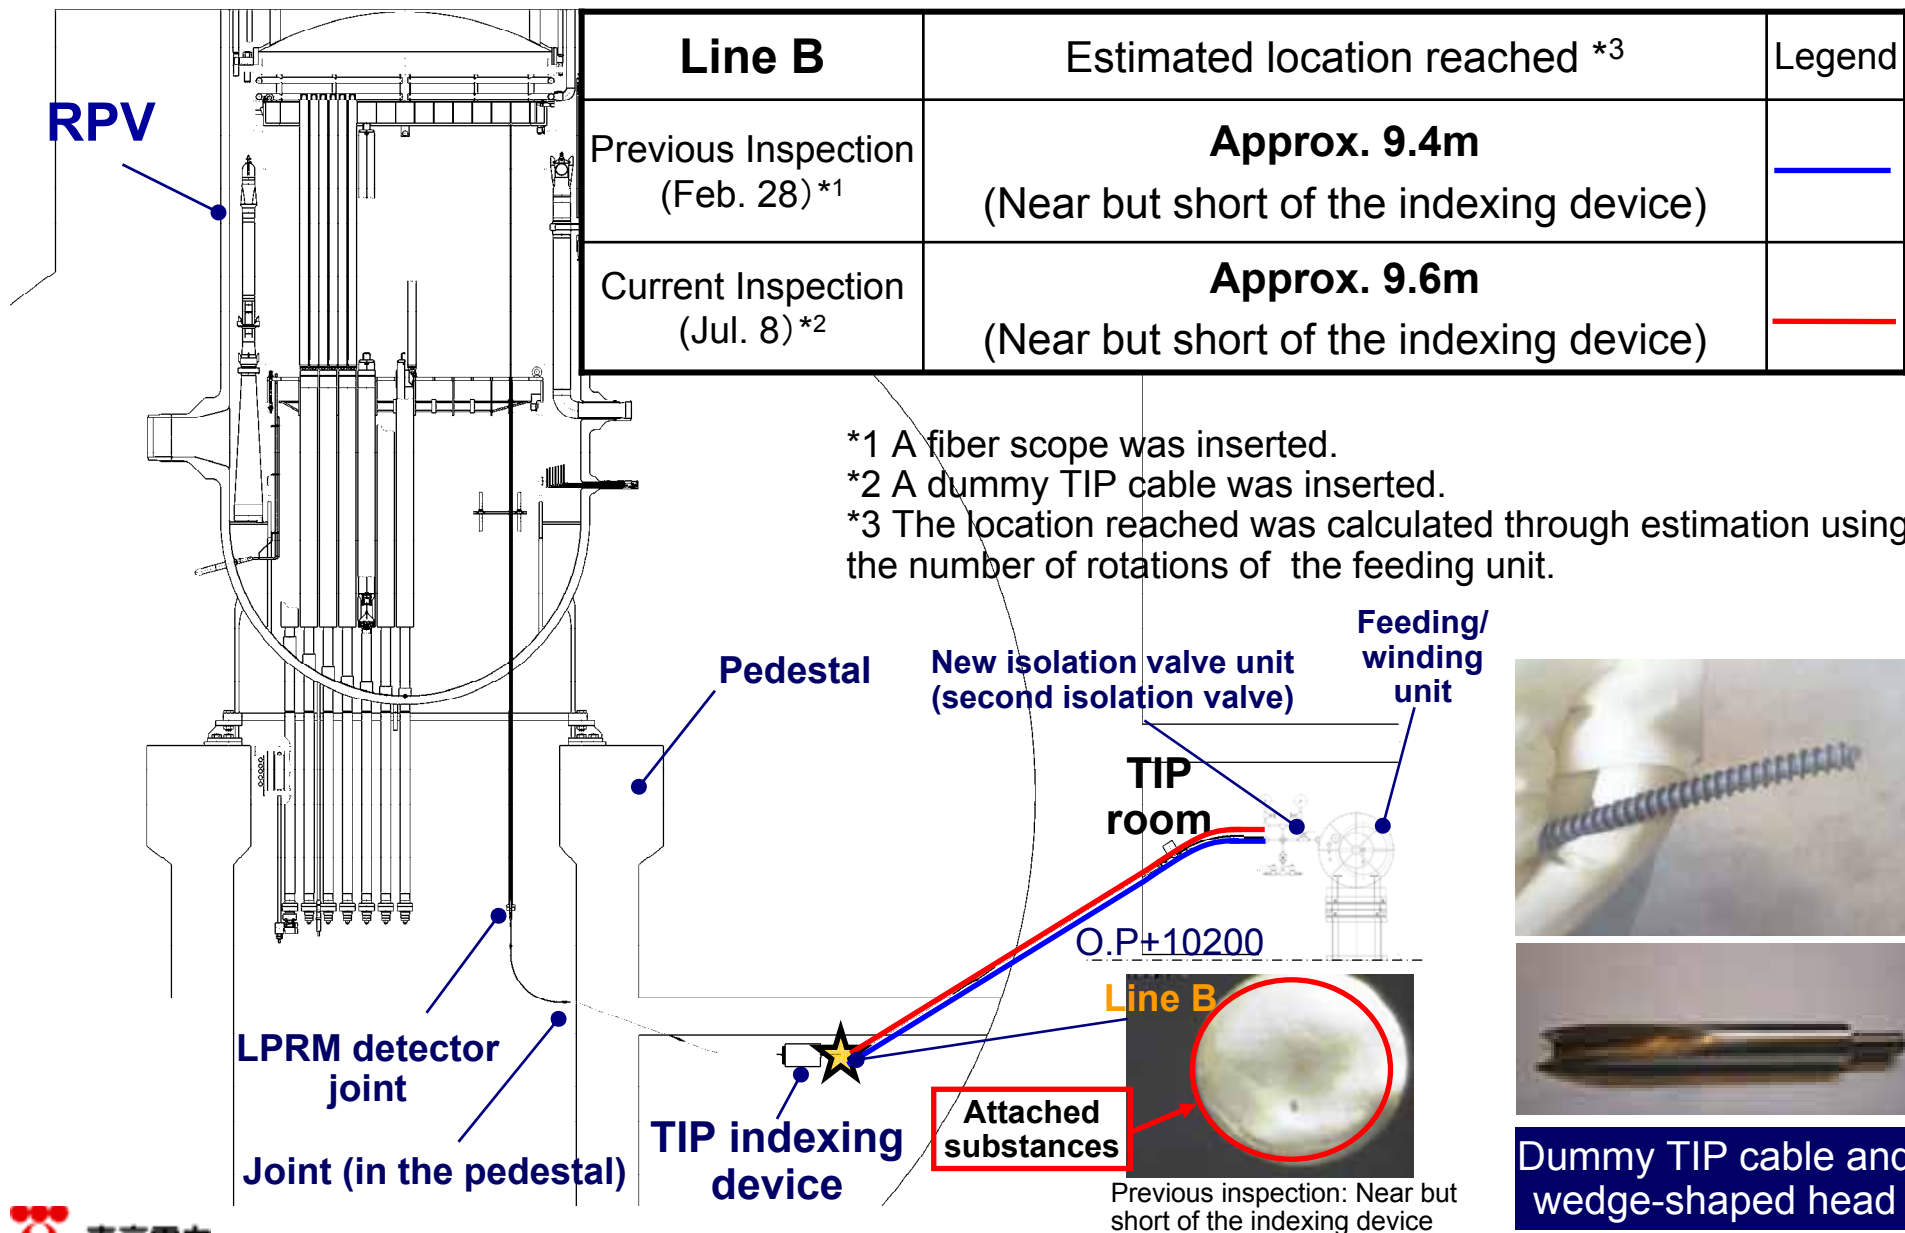 Line B
Estimated location reached *3
Legend
RPV
Previous Inspection
(Feb. 28)*1
Approx. 9.4m
(Near but short of the indexing device)
Current Inspection
(Jul. 8)*2
Approx. 9.6m
(Near but short of the indexing device)
*1 A fiber scope was inserted.
*2 A dummy TIP cable was inserted.
*3 The location reached was calculated through estimation using
the number of rotations of the feeding unit.
Pedestal
New isolation valve unit
(second isolation valve)
Feeding/
winding
unit
TIP
room
O.P+10200
Line B
LPRM detector
joint
Joint (in the pedestal)
TIP indexing
device
Attached
substances
Previous inspection: Near but
short of the indexing device
Dummy TIP cable and
wedge-shaped head